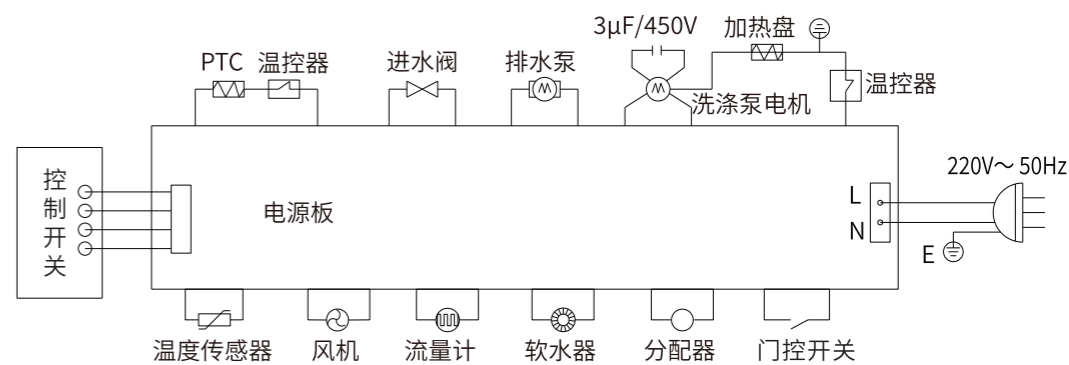 3μF/450V
加热盘
PTC
温控器
进水阀
排水泵
洗涤泵电机
温控器
控制开关
电源板
L
N
E
220V～ 50Hz
温度传感器
风机
流量计
软水器
分配器
门控开关